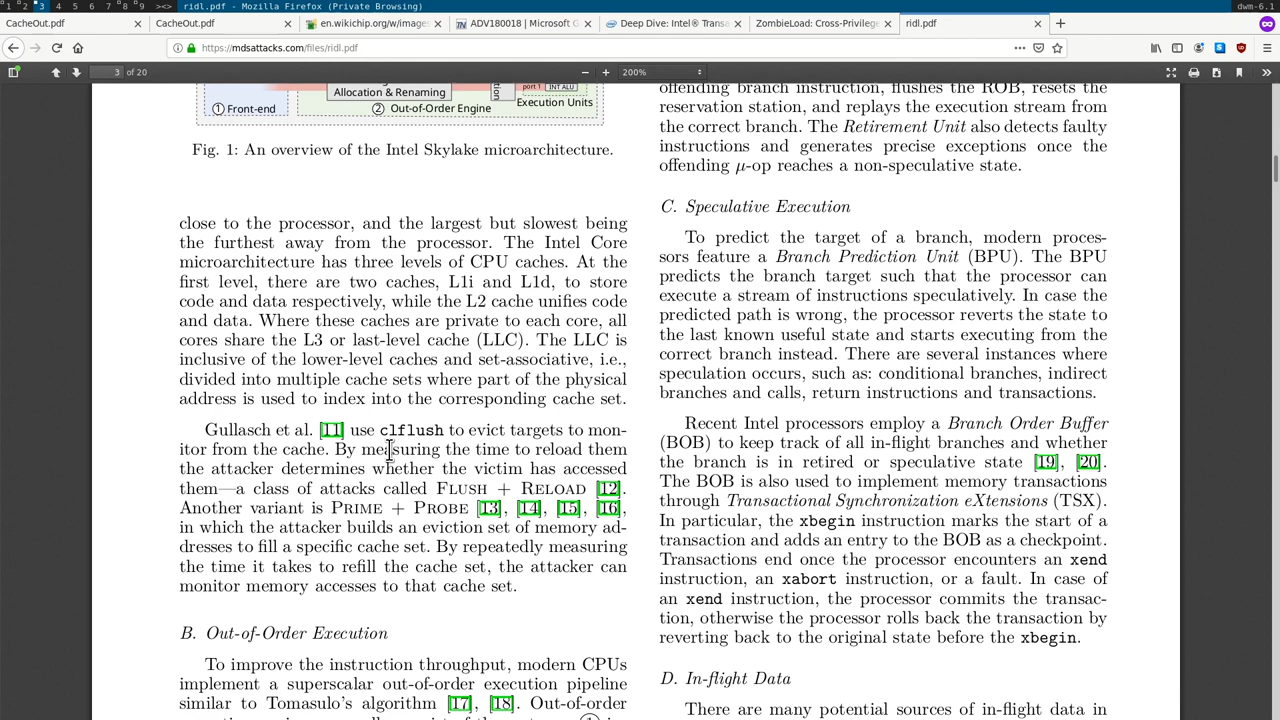 1 2 3 4 5 6 7 8 9 ><> ridl.pdf - Mozilla Firefox (Private Browsing) dwm-6.1
CacheOut.pdf
CacheOut.pdf
en.wikichip.org/w/images
ADV180018 | Microsoft G
Deep Dive: Intel® Transa
ZombieLoad: Cross-Privilege
ridl.pdf
https://mdsattacks.com/files/ridl.pdf
3 of 20
200%
Allocation & Renaming
port 1 INT ALU
Execution Units
① Front-end
② Out-of-Order Engine
Fig. 1: An overview of the Intel Skylake microarchitecture.
close to the processor, and the largest but slowest being
the furthest away from the processor. The Intel Core
microarchitecture has three levels of CPU caches. At the
first level, there are two caches, L1i and L1d, to store
code and data respectively, while the L2 cache unifies code
and data. Where these caches are private to each core, all
cores share the L3 or last-level cache (LLC). The LLC is
inclusive of the lower-level caches and set-associative, i.e.,
divided into multiple cache sets where part of the physical
address is used to index into the corresponding cache set.
Gullasch et al. [11] use clflush to evict targets to mon-
itor from the cache. By measuring the time to reload them
the attacker determines whether the victim has accessed
them—a class of attacks called FLUSH + RELOAD [12].
Another variant is PRIME + PROBE [13], [14], [15], [16],
in which the attacker builds an eviction set of memory ad-
dresses to fill a specific cache set. By repeatedly measuring
the time it takes to refill the cache set, the attacker can
monitor memory accesses to that cache set.
B. Out-of-Order Execution
To improve the instruction throughput, modern CPUs
implement a superscalar out-of-order execution pipeline
similar to Tomasulo's algorithm [17], [18]. Out-of-order
offending branch instruction, flushes the ROB, resets the
reservation station, and replays the execution stream from
the correct branch. The Retirement Unit also detects faulty
instructions and generates precise exceptions once the
offending μ-op reaches a non-speculative state.
C. Speculative Execution
To predict the target of a branch, modern proces-
sors feature a Branch Prediction Unit (BPU). The BPU
predicts the branch target such that the processor can
execute a stream of instructions speculatively. In case the
predicted path is wrong, the processor reverts the state to
the last known useful state and starts executing from the
correct branch instead. There are several instances where
speculation occurs, such as: conditional branches, indirect
branches and calls, return instructions and transactions.
Recent Intel processors employ a Branch Order Buffer
(BOB) to keep track of all in-flight branches and whether
the branch is in retired or speculative state [19], [20].
The BOB is also used to implement memory transactions
through Transactional Synchronization eXtensions (TSX).
In particular, the xbegin instruction marks the start of a
transaction and adds an entry to the BOB as a checkpoint.
Transactions end once the processor encounters an xend
instruction, an xabort instruction, or a fault. In case of
an xend instruction, the processor commits the transac-
tion, otherwise the processor rolls back the transaction by
reverting back to the original state before the xbegin.
D. In-flight Data
There are many potential sources of in-flight data in